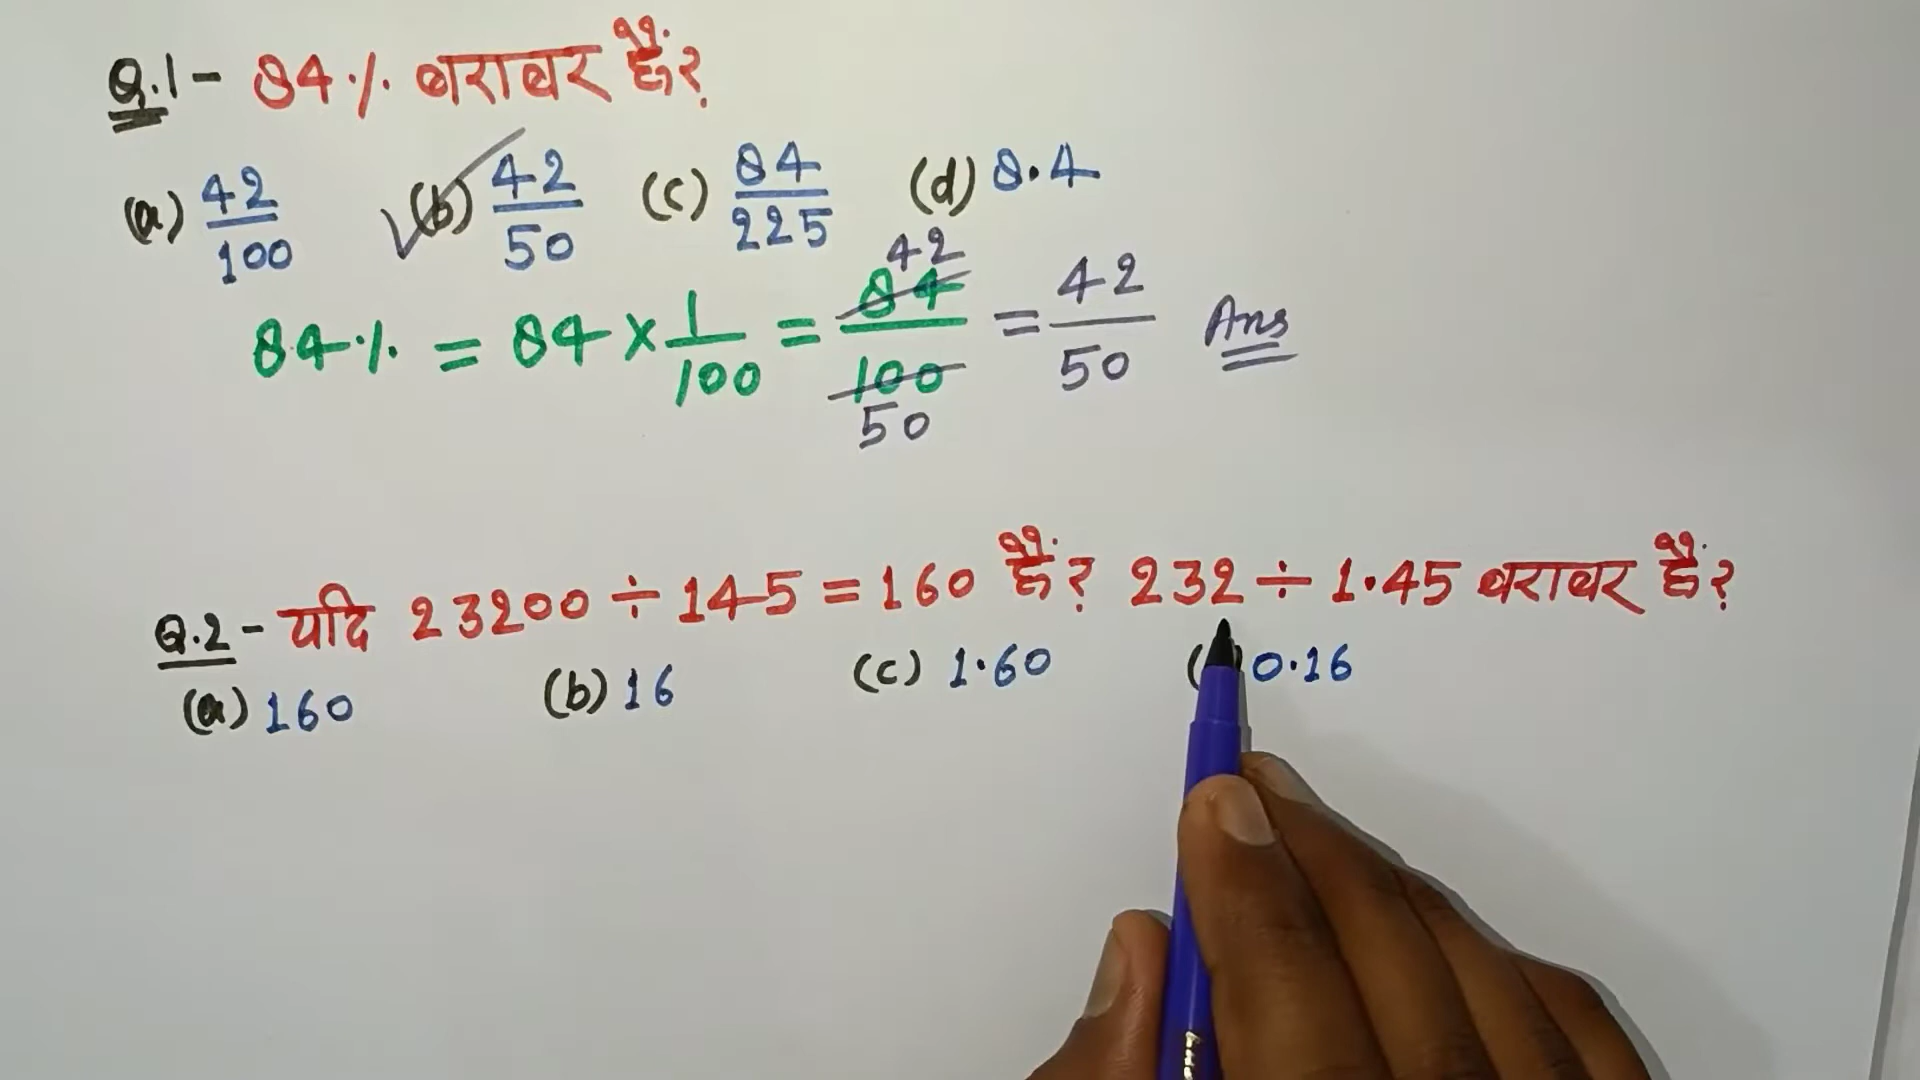 Q.1- 84% बराबर है?
(a) 42/100 (b) 42/50 (c) 84/225 (d) 8.4
84% = 84 × 1/100 = 84/100 = 42/50 Ans
42
50
Q.2- यदि 23200 ÷ 145 = 160 है? 232 ÷ 1.45 बराबर है?
(a) 160 (b) 16 (c) 1.60 ( ) 0.16